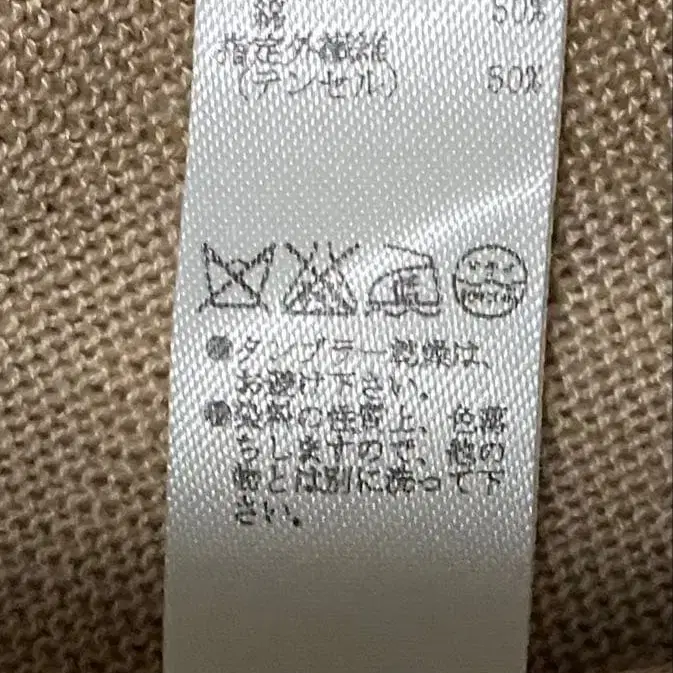 綿 50%
指定外繊維
(テンセル) 50%
中
●タンブラー乾燥は、
お避け下さい。
●染料の性質上、色落
ちしますので、他の
物とは別に洗って下
さい。